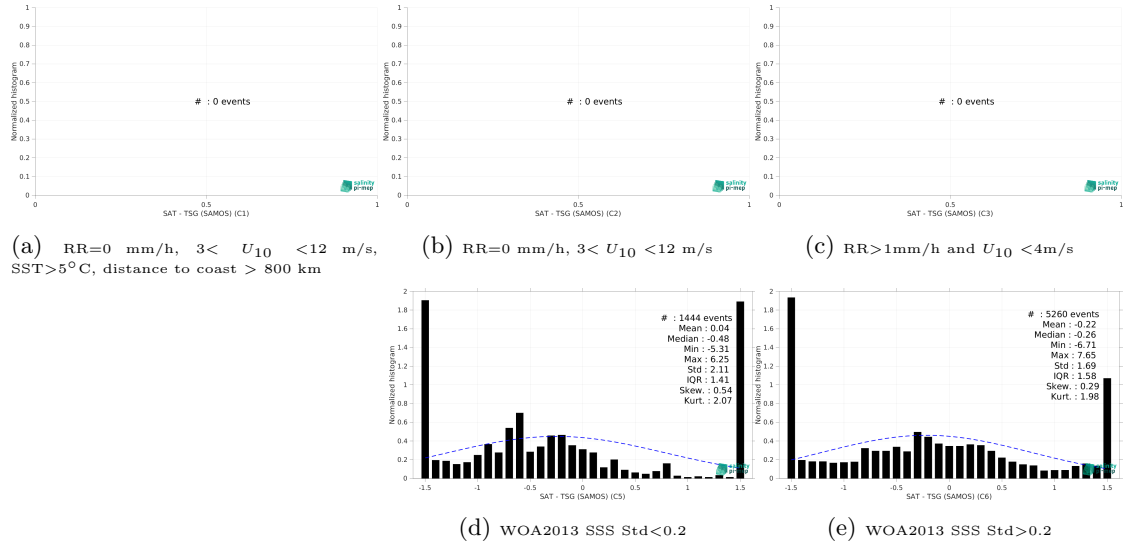 1
0.9
0.8
0.7
0.6
0.5
0.4
0.3
0.2
0.1
0
Normalized histogram
# : 0 events
0 0.5 1
SAT - TSG (SAMOS) (C1)
salinity
pi-mep
1
0.9
0.8
0.7
0.6
0.5
0.4
0.3
0.2
0.1
0
Normalized histogram
# : 0 events
0 0.5 1
SAT - TSG (SAMOS) (C2)
salinity
pi-mep
1
0.9
0.8
0.7
0.6
0.5
0.4
0.3
0.2
0.1
0
Normalized histogram
# : 0 events
0 0.5 1
SAT - TSG (SAMOS) (C3)
salinity
pi-mep
(a) RR=0 mm/h, 3< U10 <12 m/s,
SST>5°C, distance to coast > 800 km
(b) RR=0 mm/h, 3< U10 <12 m/s
(c) RR>1mm/h and U10 <4m/s
2
1.8
1.6
1.4
1.2
1
0.8
0.6
0.4
0.2
0
Normalized histogram
# : 1444 events
Mean : 0.04
Median : -0.48
Min : -5.31
Max : 6.25
Std : 2.11
IQR : 1.41
Skew. : 0.54
Kurt. : 2.07
salinity
pi-mep
-1.5 -1 -0.5 0 0.5 1 1.5
SAT - TSG (SAMOS) (C5)
2
1.8
1.6
1.4
1.2
1
0.8
0.6
0.4
0.2
0
Normalized histogram
# : 5260 events
Mean : -0.22
Median : -0.26
Min : -6.71
Max : 7.65
Std : 1.69
IQR : 1.58
Skew. : 0.29
Kurt. : 1.98
salinity
pi-mep
-1.5 -1 -0.5 0 0.5 1 1.5
SAT - TSG (SAMOS) (C6)
(d) WOA2013 SSS Std<0.2
(e) WOA2013 SSS Std>0.2